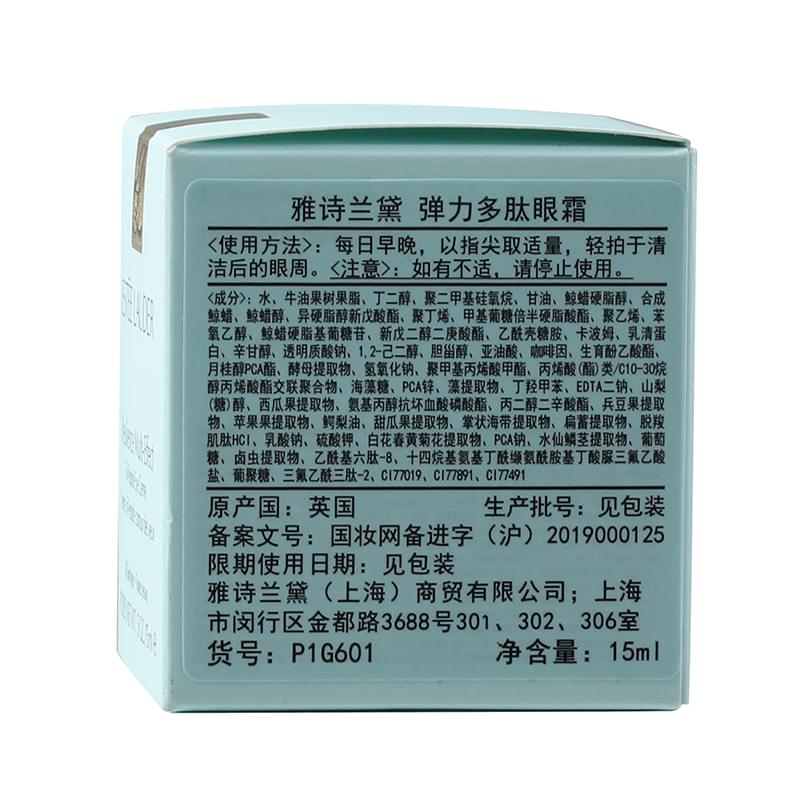 雅诗兰黛 弹力多肽眼霜
<使用方法>：每日早晚，以指尖取适量，轻拍于清
洁后的眼周。<注意>：如有不适，请停止使用。
<成分>：水、牛油果树果脂、丁二醇、聚二甲基硅氧烷、甘油、鲸蜡硬脂醇、合成
鲸蜡、鲸蜡醇、异硬脂醇新戊酸酯、聚丁烯、甲基葡糖倍半硬脂酸酯、聚乙烯、苯
氧乙醇、鲸蜡硬脂基葡糖苷、新戊二醇二庚酸酯、乙酰壳糖胺、卡波姆、乳清蛋
白、辛甘醇、透明质酸钠、1,2-己二醇、胆甾醇、亚油酸、咖啡因、生育酚乙酸酯、
月桂醇PCA酯、酵母提取物、氢氧化钠、聚甲基丙烯酸甲酯、丙烯酸(酯)类/C10-30烷
醇丙烯酸酯交联聚合物、海藻糖、PCA锌、藻提取物、丁羟甲苯、EDTA二钠、山梨
(糖)醇、西瓜果提取物、氨基丙醇抗坏血酸磷酸酯、丙二醇二辛酸酯、兵豆果提取
物、苹果果提取物、鳄梨油、甜瓜果提取物、掌状海带提取物、扁蓄提取物、脱羧
肌肽HCl、乳酸钠、硫酸钾、白花春黄菊花提取物、PCA钠、水仙鳞茎提取物、葡萄
糖、卤虫提取物、乙酰基六肽-8、十四烷基氨基丁酰缬氨酰胺基丁酸脲三氟乙酸
盐、葡聚糖、三氟乙酰三肽-2、CI77019、CI77891、CI77491
原产国：英国 生产批号：见包装
备案文号：国妆网备进字（沪）2019000125
限期使用日期：见包装
雅诗兰黛（上海）商贸有限公司；上海
市闵行区金都路3688号301、302、306室
货号：P1G601 净含量：15ml
ESTĒE LAUDER
Resilience Multi-Effect